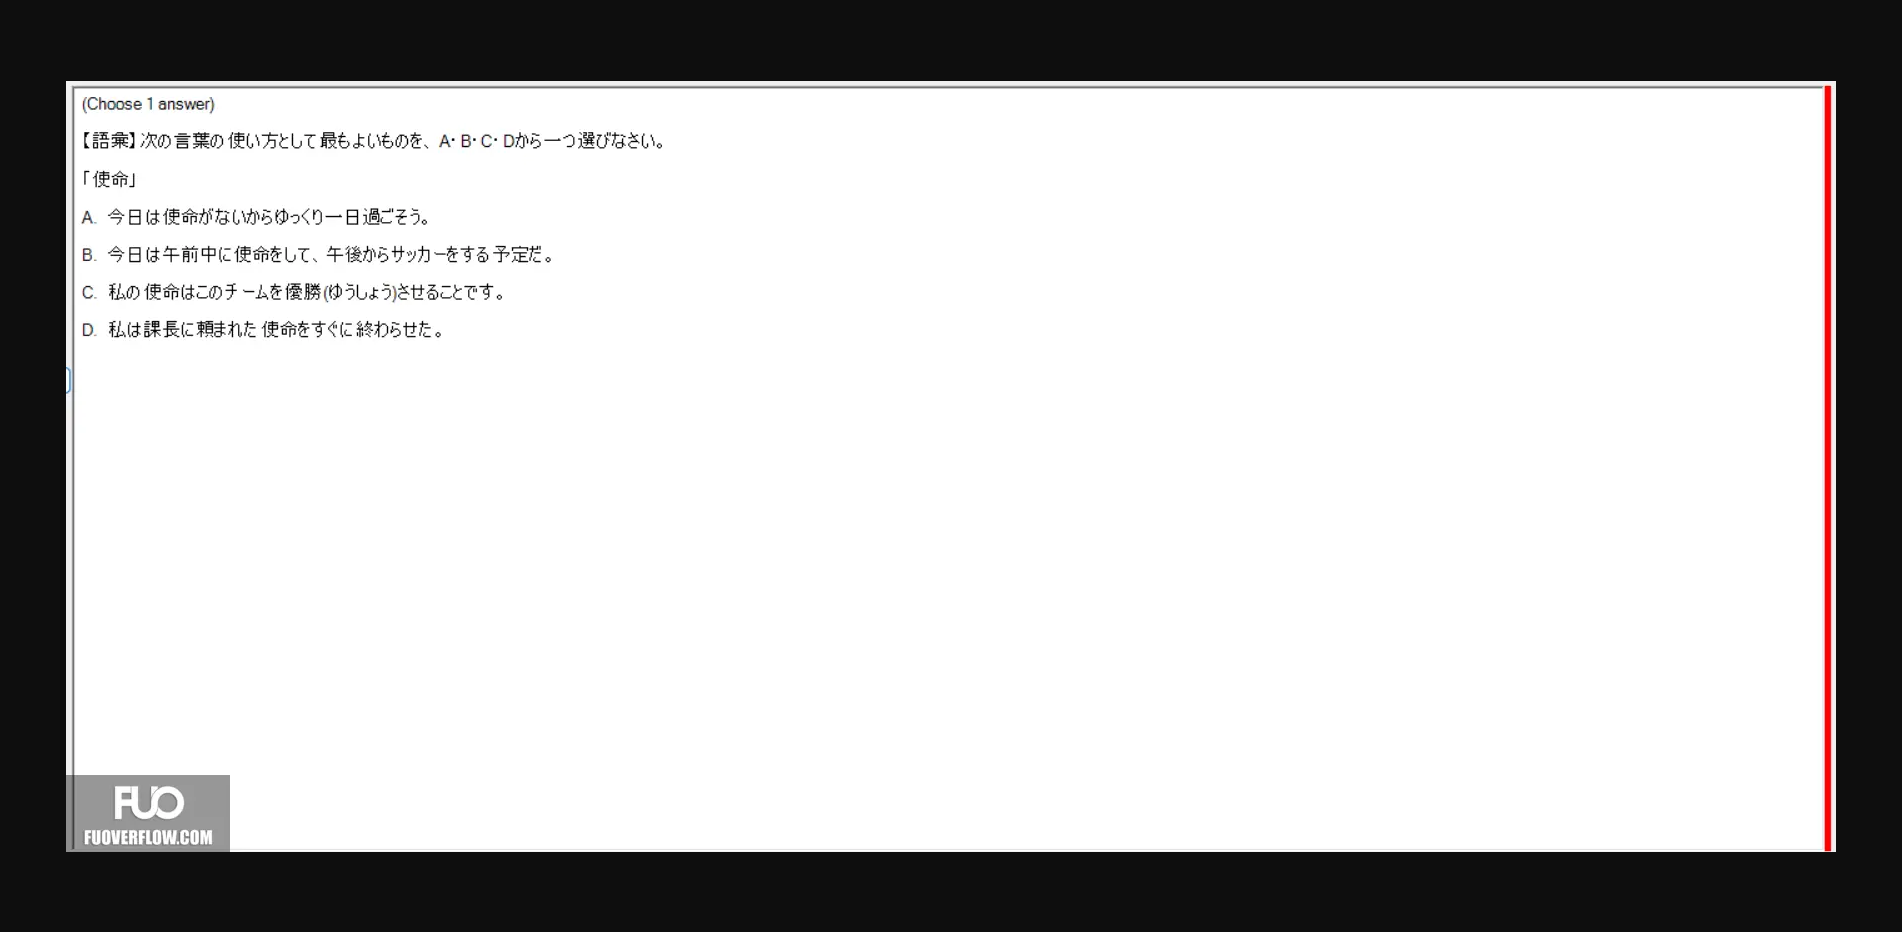 (Choose 1 answer)
【語彙】次の言葉の使い方として最もよいものを、A・B・C・Dから一つ選びなさい。
「使命」
A. 今日は使命がないからゆっくり一日過ごそう。
B. 今日は午前中に使命をして、午後からサッカーをする予定だ。
C. 私の使命はこのチームを優勝(ゆうしょう)させることです。
D. 私は課長に頼まれた使命をすぐに終わらせた。
FUO
FUOVERFLOW.COM